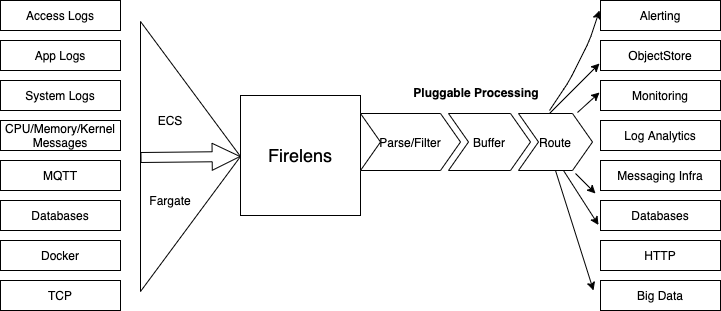 Access Logs
App Logs
System Logs
CPU/Memory/Kernel
Messages
MQTT
Databases
Docker
TCP
ECS
Fargate
Firelens
Pluggable Processing
Parse/Filter
Buffer
Route
Alerting
ObjectStore
Monitoring
Log Analytics
Messaging Infra
Databases
HTTP
Big Data